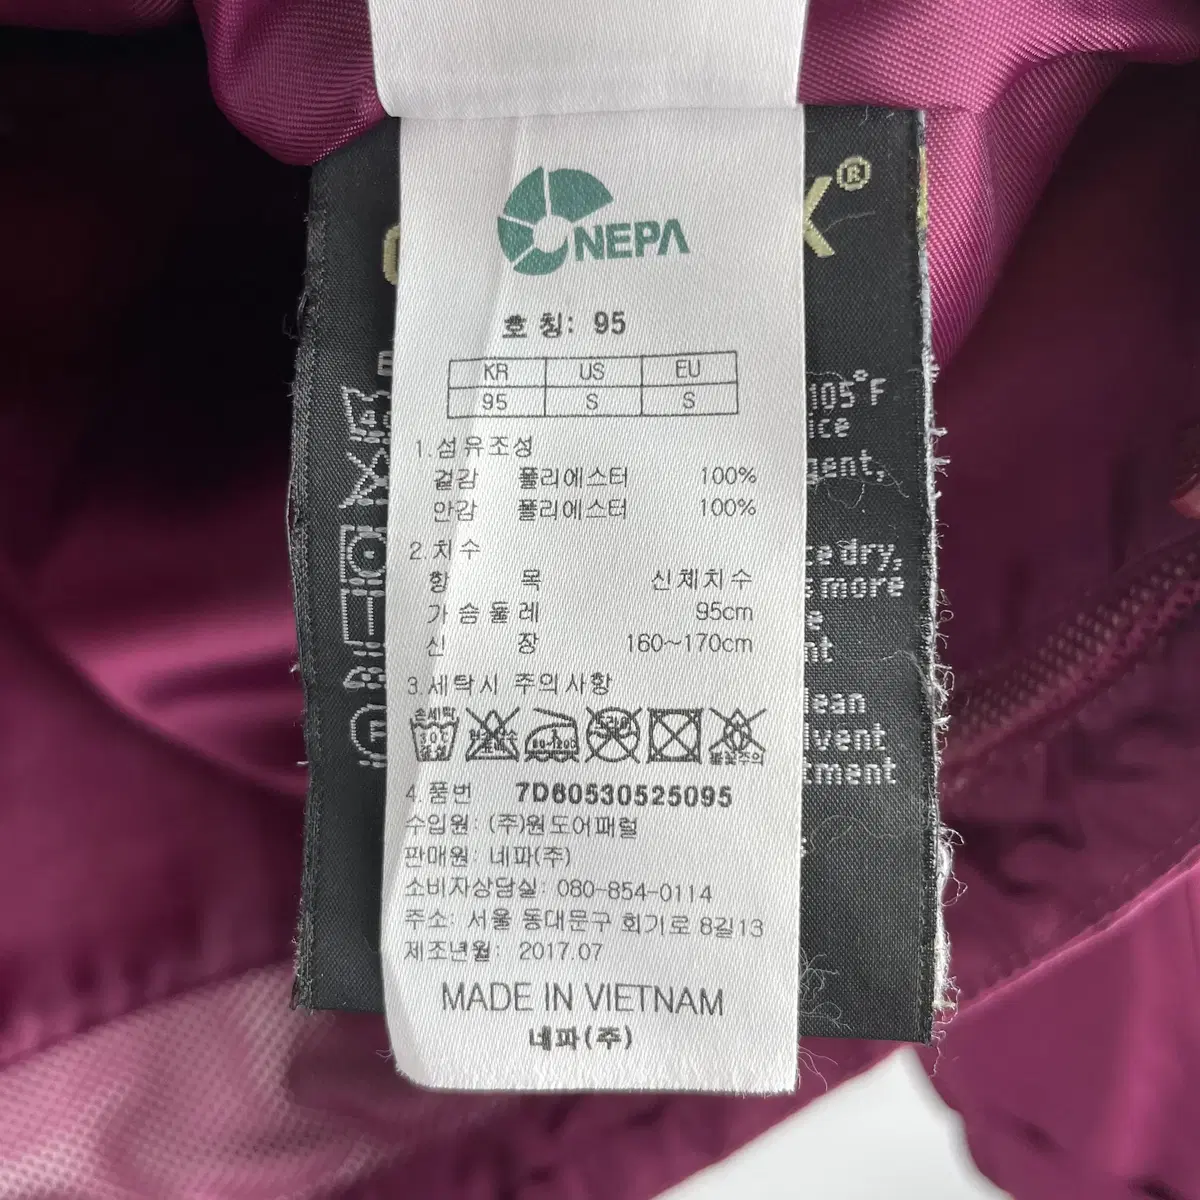 NEPA
호 칭: 95
KR US EU
95 S S
1.섬유조성
겉감 폴리에스터 100%
안감 폴리에스터 100%
2.치수
항 목 신체치수
가슴둘레 95cm
신 장 160~170cm
3.세탁시 주의사항
손세탁
4.품번 7D60530525095
수입원: (주)원도어패럴
판매원: 네파(주)
소비자상담실: 080-854-0114
주소: 서울 동대문구 회기로 8길13
제조년월: 2017.07
MADE IN VIETNAM
네파(주)
X®
105°F
ice
gent,
e dry,
s more
e
nt
lean
vent
tment